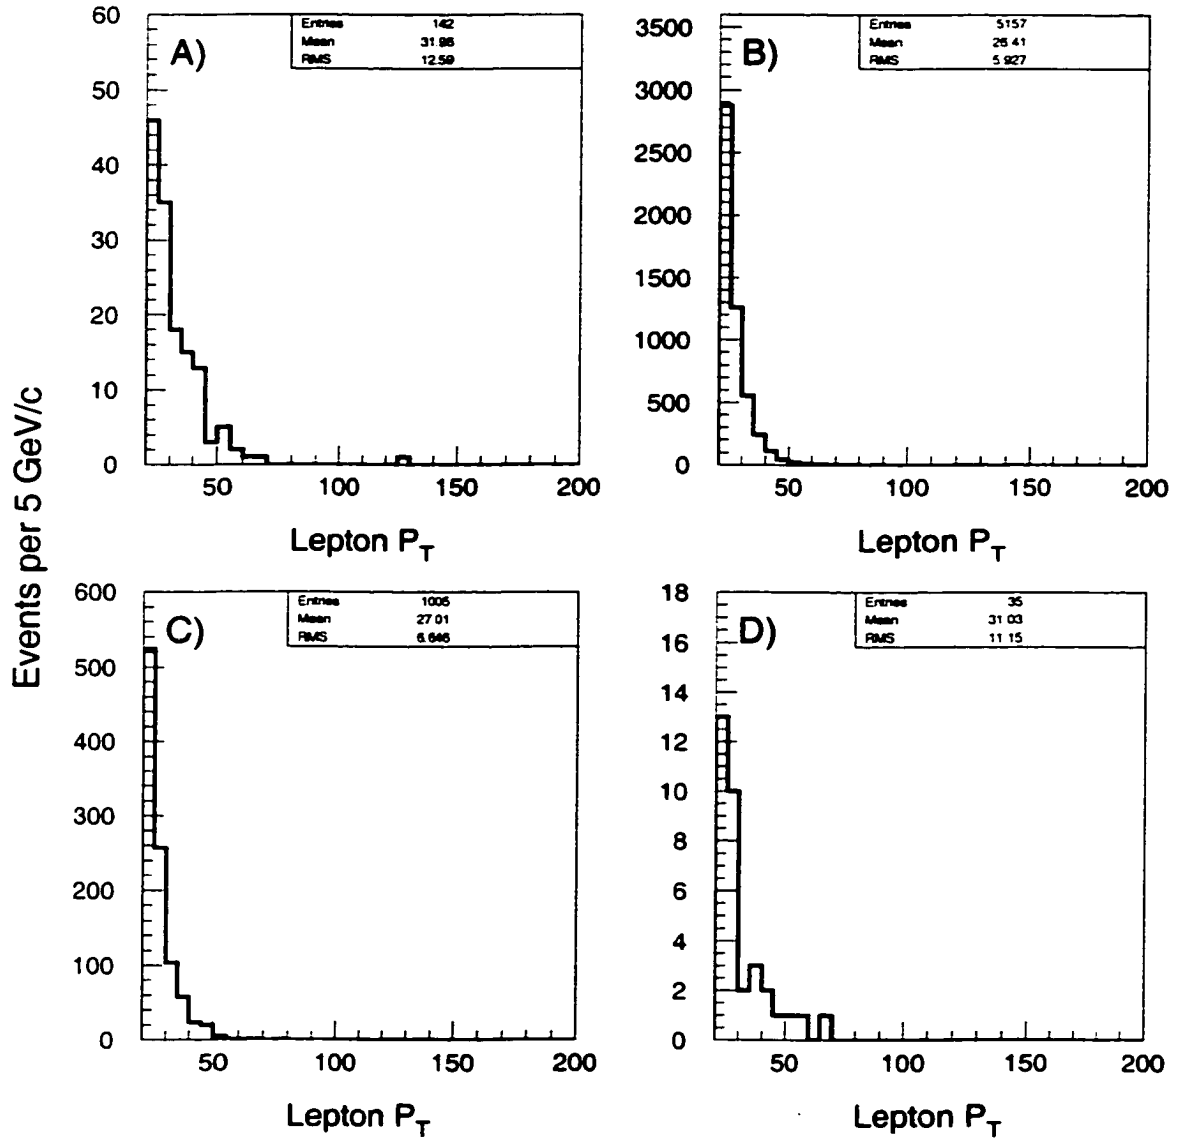 Events per 5 GeV/c
A)
Entries 142
Mean 31.98
RMS 12.59
60
50
40
30
20
10
0
50 100 150 200
Lepton P_T
B)
Entries 5157
Mean 26.41
RMS 5.927
3500
3000
2500
2000
1500
1000
500
0
50 100 150 200
Lepton P_T
C)
Entries 1005
Mean 27.01
RMS 6.646
600
500
400
300
200
100
0
50 100 150 200
Lepton P_T
D)
Entries 35
Mean 31.03
RMS 11.15
18
16
14
12
10
8
6
4
2
0
50 100 150 200
Lepton P_T